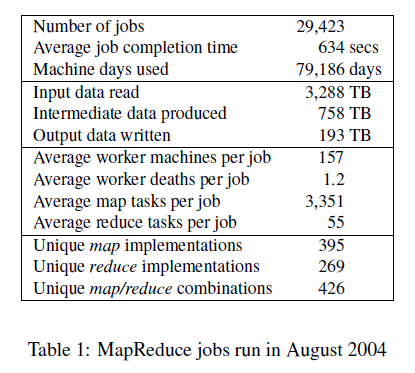 Number of jobs 29,423
Average job completion time 634 secs
Machine days used 79,186 days
Input data read 3,288 TB
Intermediate data produced 758 TB
Output data written 193 TB
Average worker machines per job 157
Average worker deaths per job 1.2
Average map tasks per job 3,351
Average reduce tasks per job 55
Unique map implementations 395
Unique reduce implementations 269
Unique map/reduce combinations 426
Table 1: MapReduce jobs run in August 2004